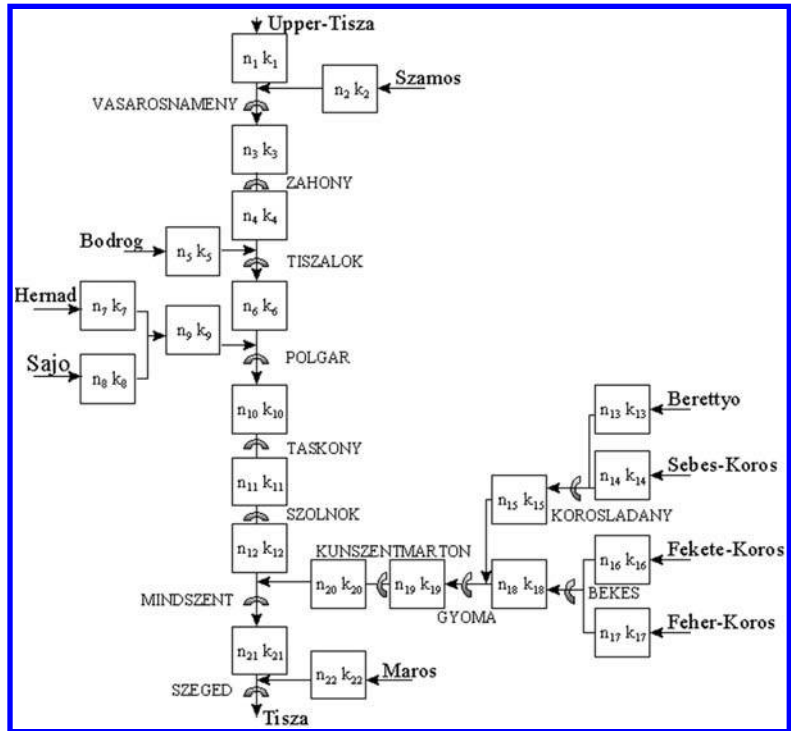 Upper-Tisza
n₁ k₁
Szamos
n₂ k₂
VASAROSNAMENY
n₃ k₃
ZAHONY
n₄ k₄
Bodrog
n₅ k₅
TISZALOK
Hernad
n₇ k₇
n₆ k₆
n₉ k₉
POLGAR
Sajo
n₈ k₈
n₁₀ k₁₀
TASKONY
n₁₁ k₁₁
SZOLNOK
n₁₂ k₁₂
Berettyo
n₁₃ k₁₃
Sebes-Koros
n₁₄ k₁₄
n₁₅ k₁₅
KOROSLADANY
KUNSZENTMARTON
Fekete-Koros
n₁₆ k₁₆
n₂₀ k₂₀
n₁₉ k₁₉
n₁₈ k₁₈
BEKES
MINDSZENT
GYOMA
Feher-Koros
n₁₇ k₁₇
n₂₁ k₂₁
n₂₂ k₂₂
Maros
SZEGED
Tisza